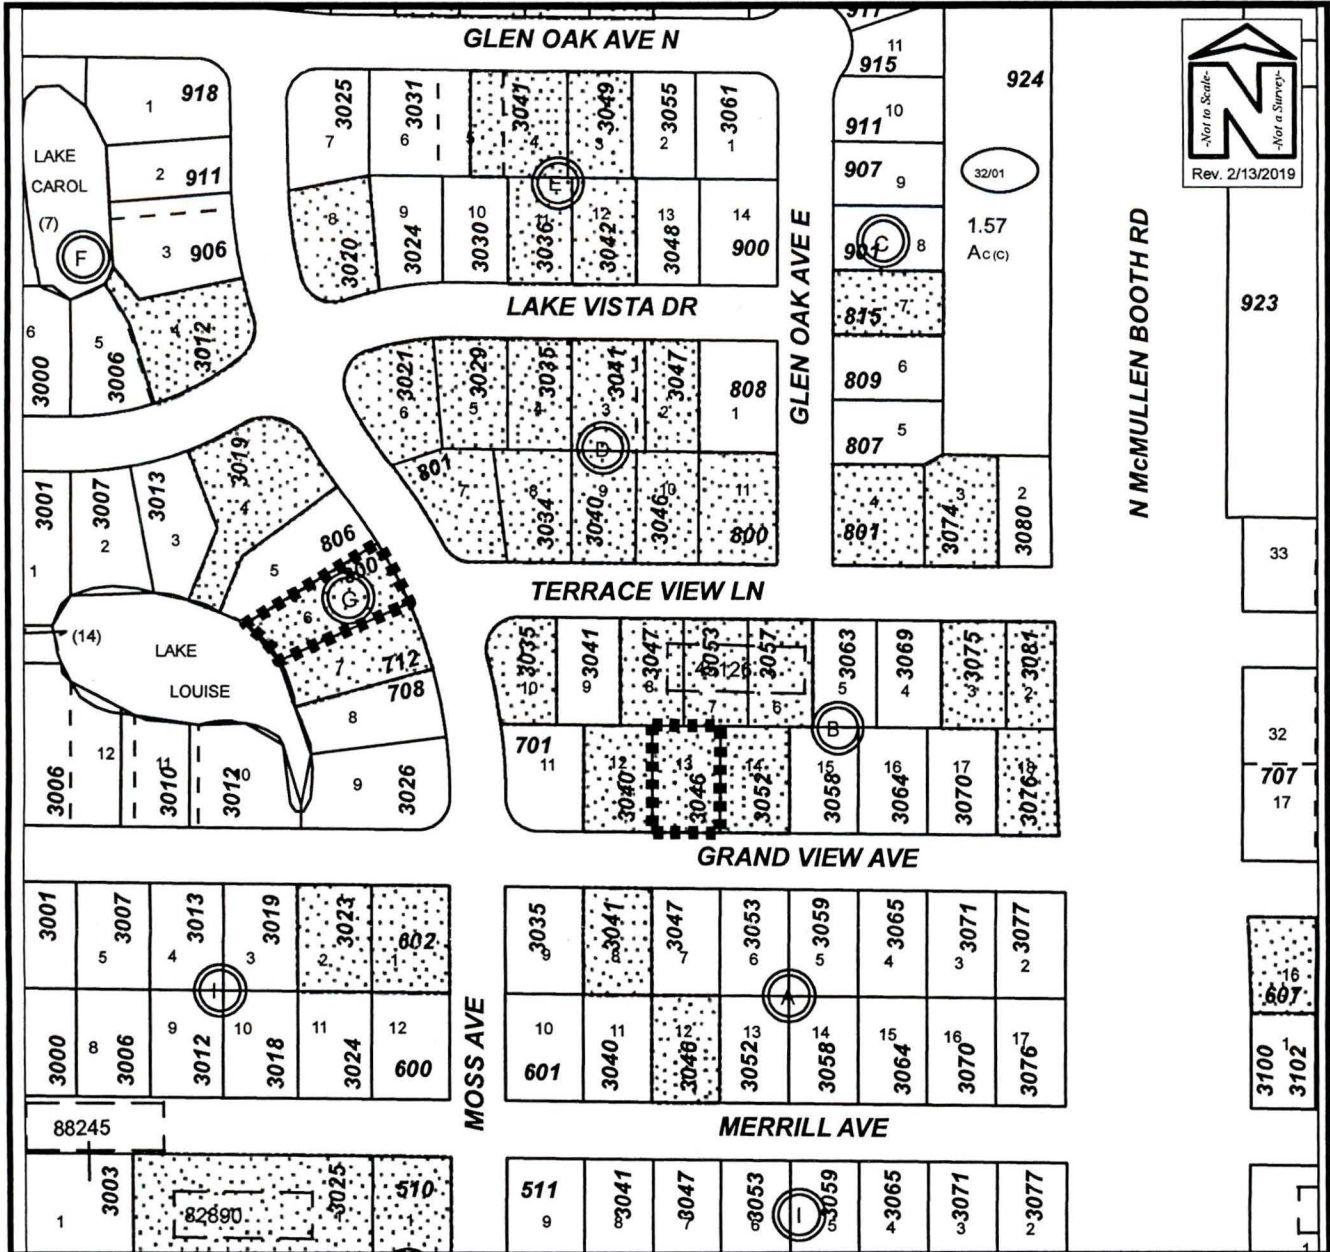 GLEN OAK AVE N
917
11
915
924
-Not to Scale-
-Not a Survey-
Rev. 2/13/2019
1 918
3025 3031 3041 3049 3055 3061
7 6 5 4 3 2 1
10
911
LAKE
CAROL
(7)
2 911
E
907
9
32/01
8 9 10 11 12 13 14
3020 3024 3030 3036 3042 3048 900
F
3 906
GLEN OAK AVE E
C
901 8
1.57
AC(C)
N McMULLEN BOOTH RD
LAKE VISTA DR
815 7
923
6 5 4
3000 3006 3012
3021 3029 3035 3041 3047 808
6 5 4 3 2 1
809 6
807 5
D
801
7 8 9 10 11
3034 3040 3046 800
4 3 2
801 3074 3080
3001 3007 3013 3019
1 2 3 4
806
5
800
G
6
33
TERRACE VIEW LN
(14)
LAKE
LOUISE
7 712
708
8
3035 3041 3047 3053 3057 3063 3069 3075 3081
10 9 8 7 6 5 4 3 2
B
701
11 12 13 14 15 16 17 18
3040 3046 3052 3058 3064 3070 3076
12 11 10 9
3006 3010 3012 3026
32
707
17
GRAND VIEW AVE
3001 3007 3013 3019 3023 602
5 4 3 2 1
3035 3041 3047 3053 3059 3065 3071 3077
9 8 7 6 5 4 3 2
16
607
I
A
8 9 10 11 12
3000 3006 3012 3018 3024 600
MOSS AVE
10 11 12 13 14 15 16 17
601 3040 3046 3052 3058 3064 3070 3076
1
3100 3102
88245
MERRILL AVE
3003 3025 510
1 82890 1
511 3041 3047 3053 3059 3065 3071 3077
9 8 7 6 I 5 4 3 2
1